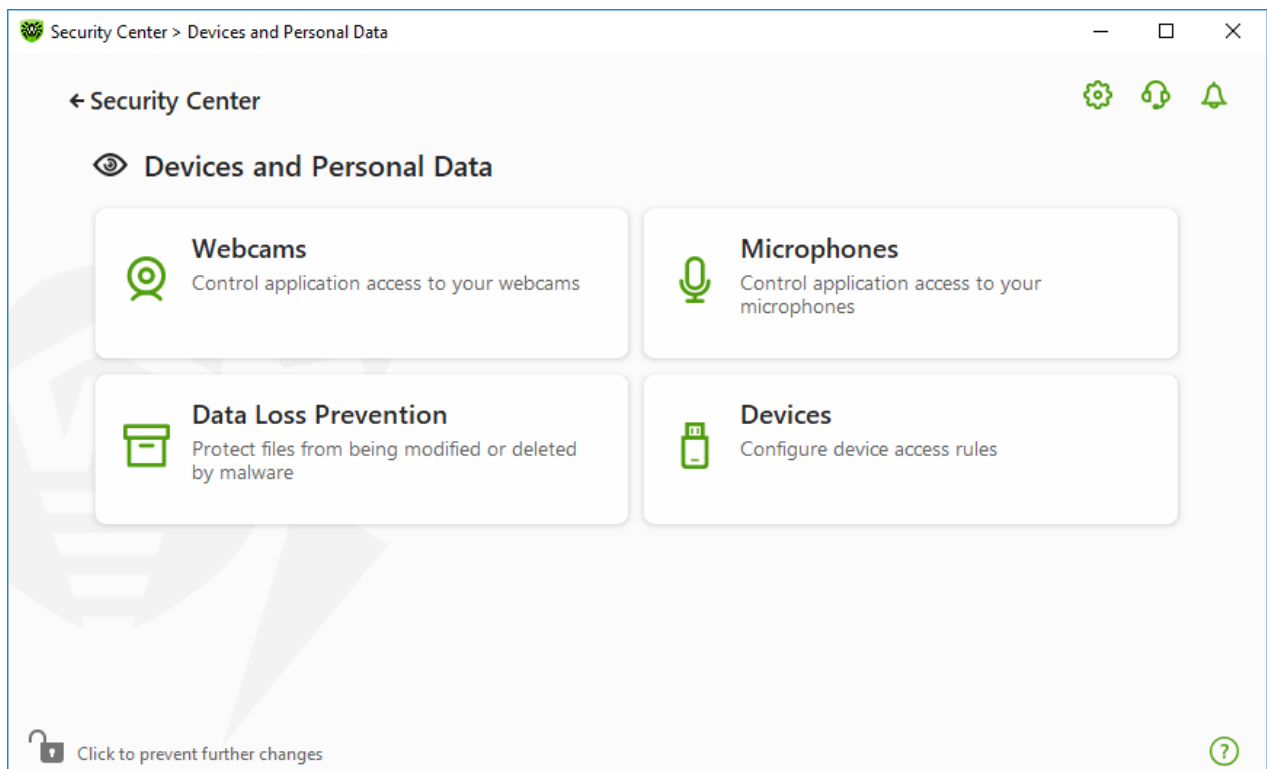 Security Center > Devices and Personal Data
Security Center
Devices and Personal Data
Webcams
Control application access to your webcams
Microphones
Control application access to your
microphones
Data Loss Prevention
Protect files from being modified or deleted
by malware
Devices
Configure device access rules
Click to prevent further changes
?